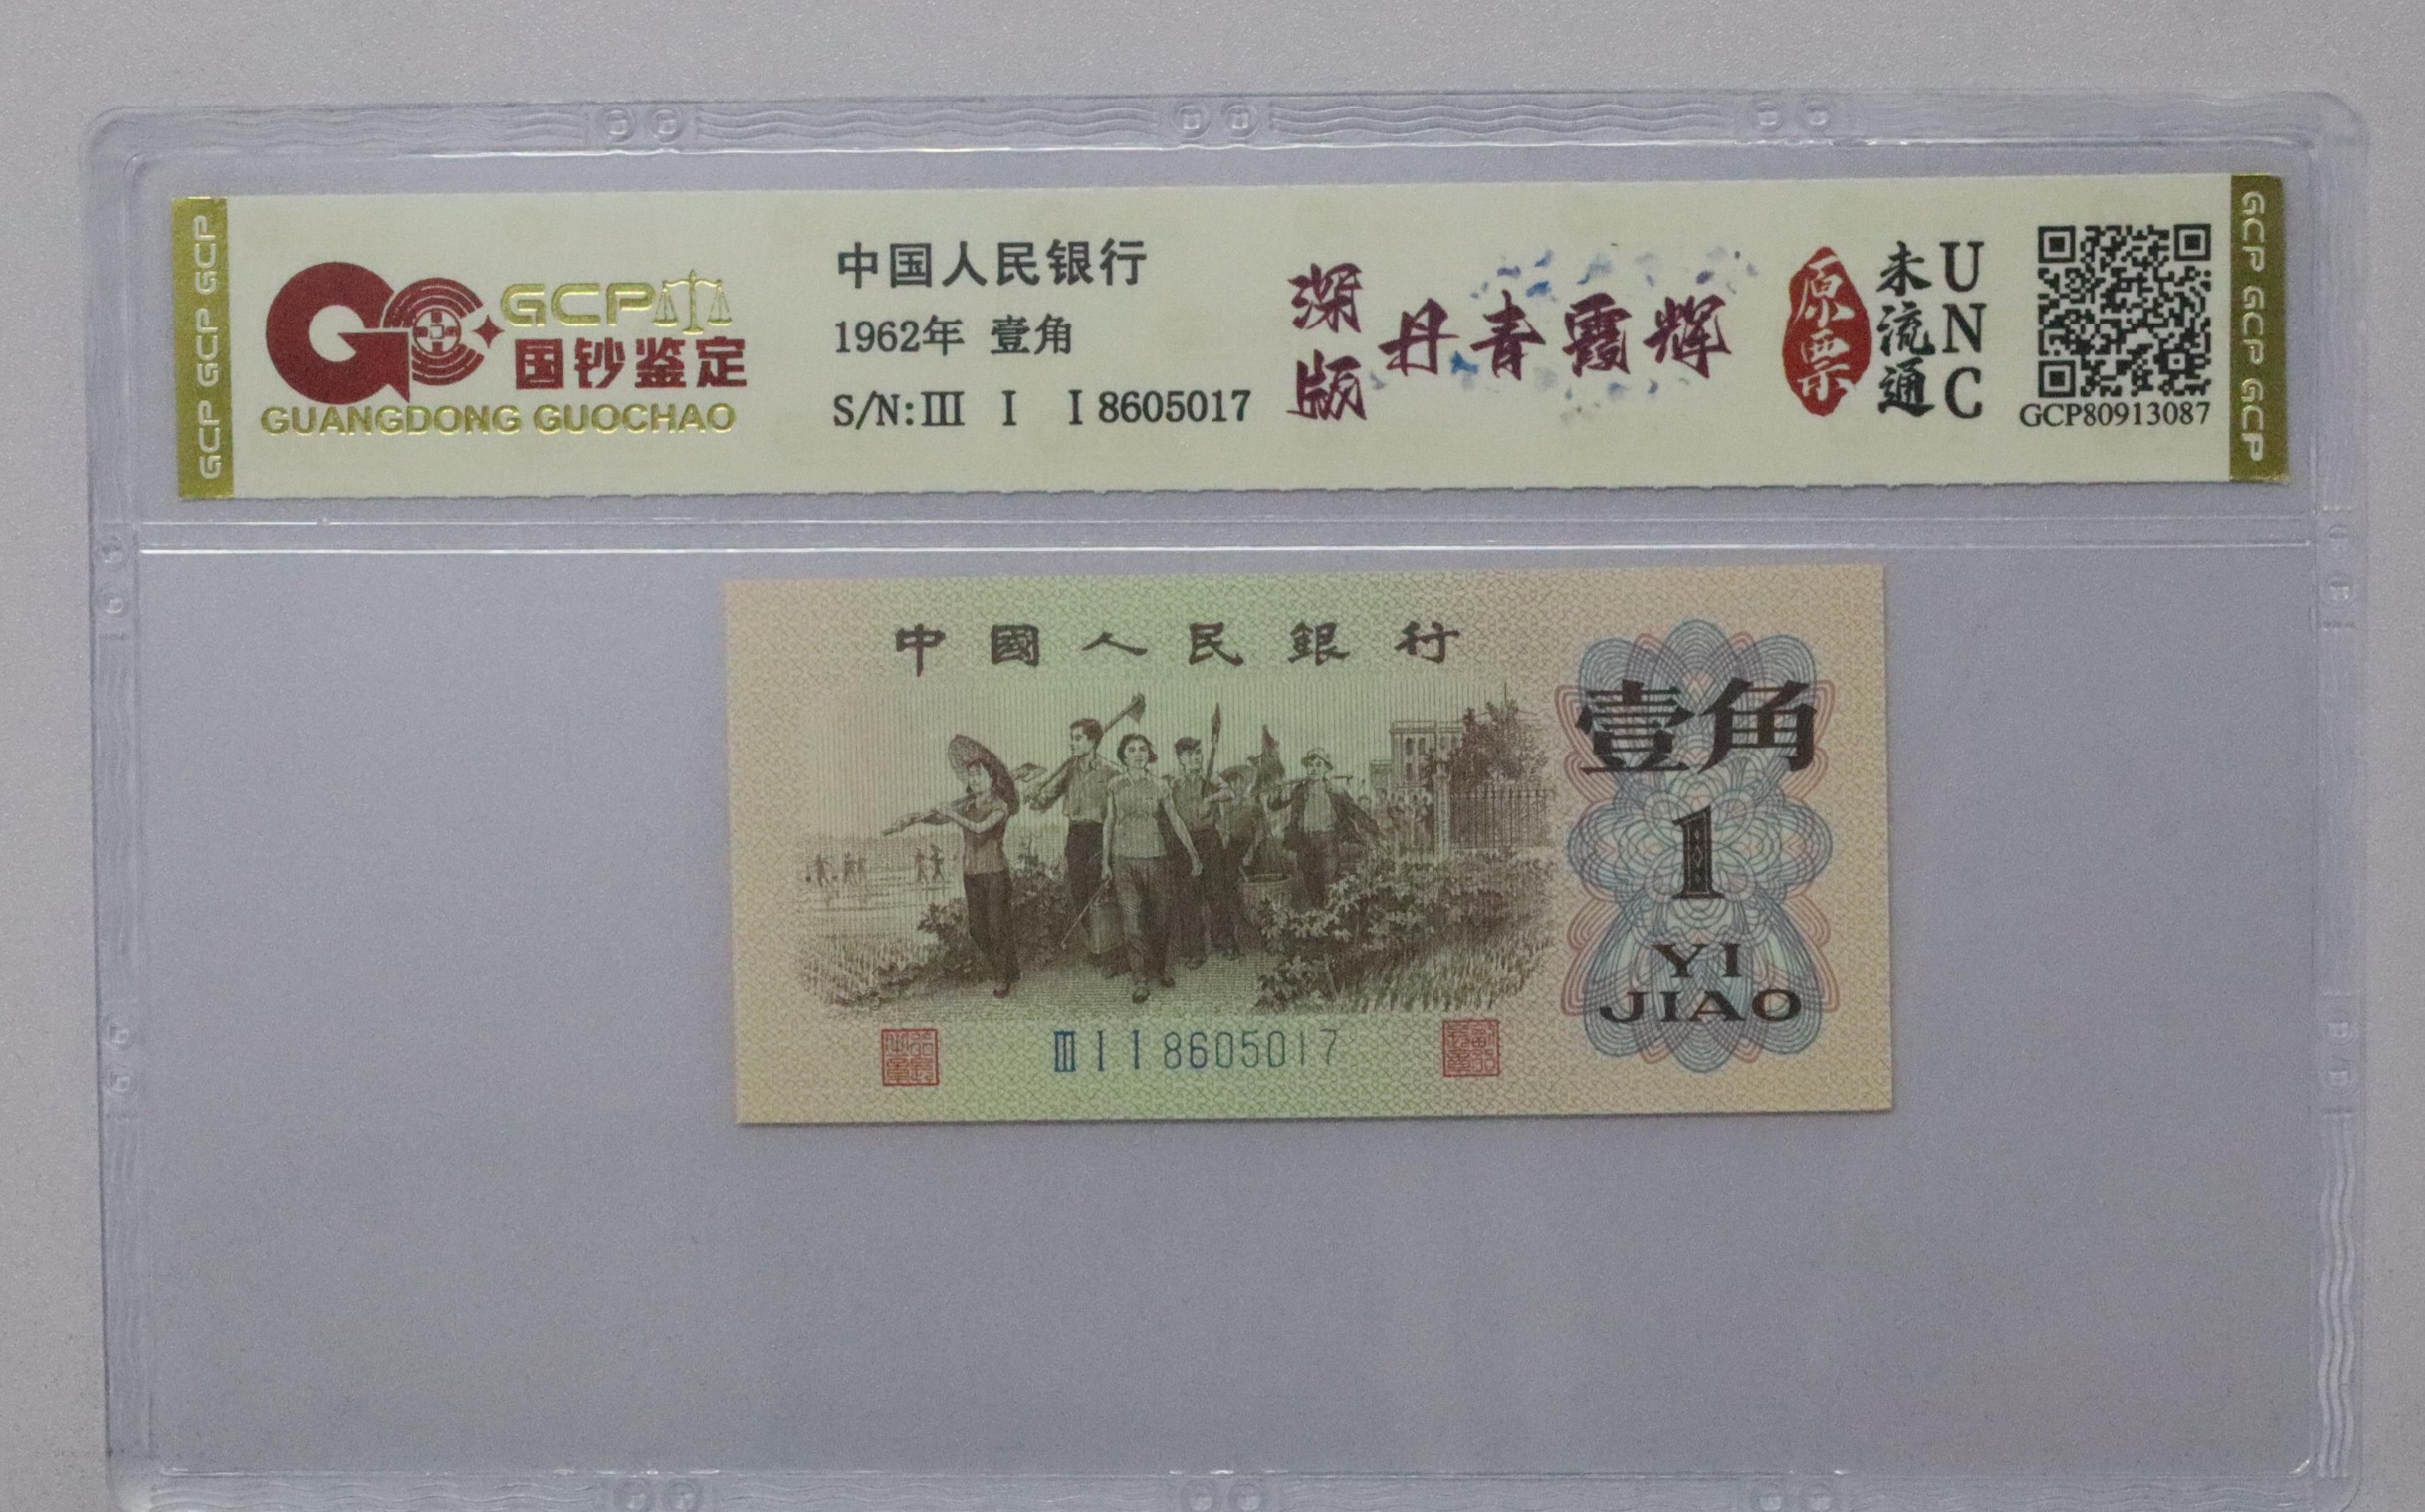 GCP GCP GCP
GCP
国钞鉴定
GUANGDONG GUOCHAO
中国人民银行
1962年 壹角
S/N:III I I 8605017
深版
丹青霞辉
原票
未流通
UNC
GCP80913087
GCP GCP GCP
中國人民銀行
壹角
1
YI
JIAO
III I I 8605017